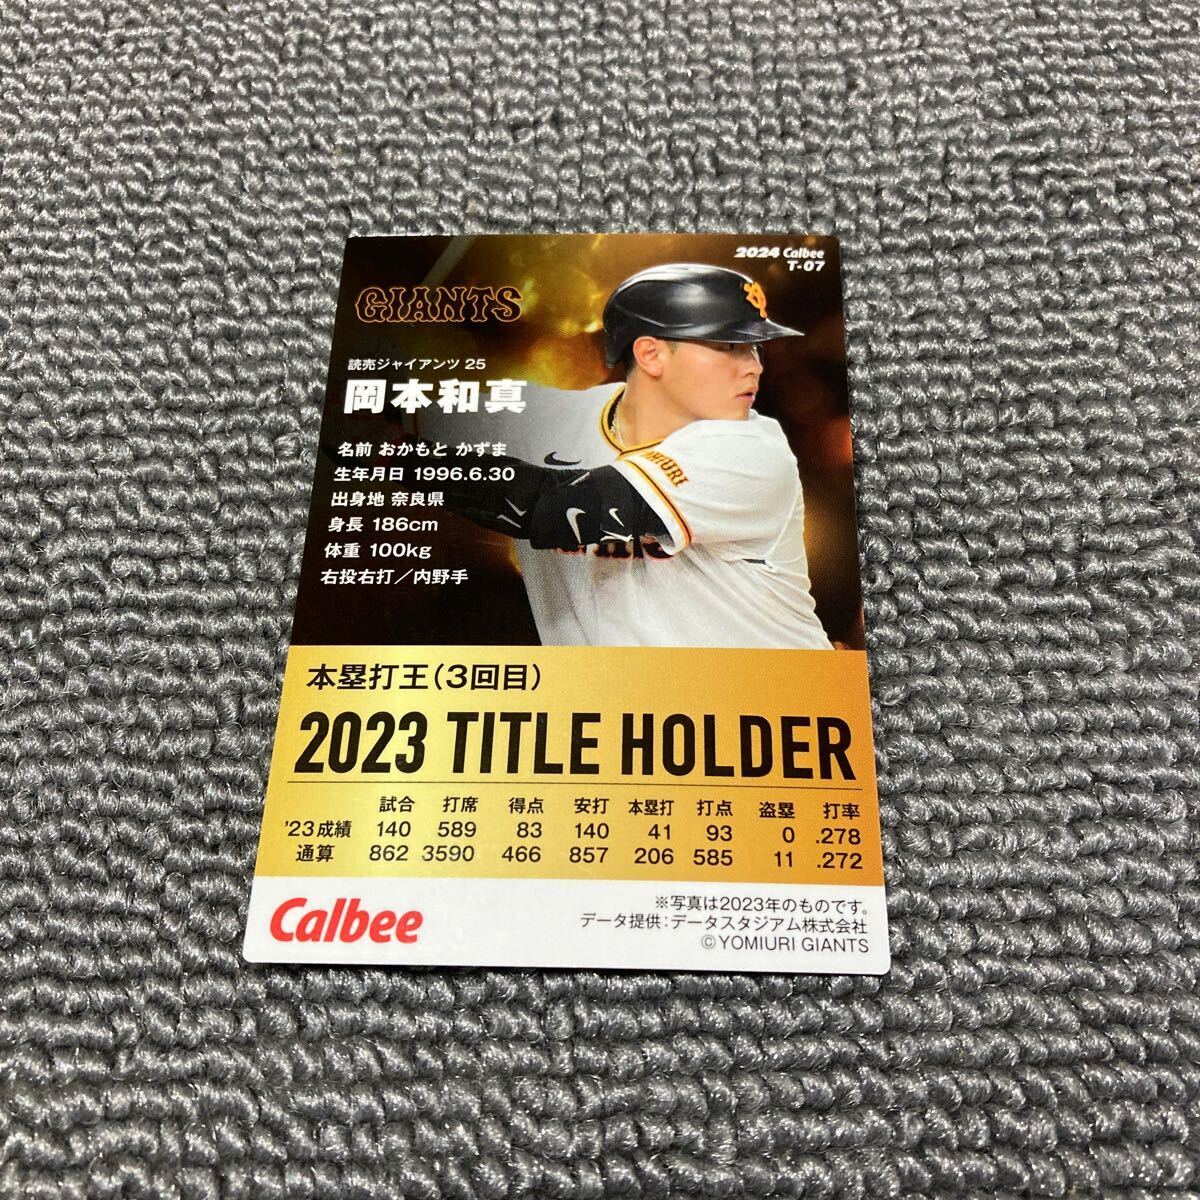 2024 Calbee
T-07
GIANTS
読売ジャイアンツ 25
岡本和真
名前 おかもと かずま
生年月日 1996.6.30
出身地 奈良県
身長 186cm
体重 100kg
右投右打／内野手
本塁打王(3回目)
2023 TITLE HOLDER
試合 打席 得点 安打 本塁打 打点 盗塁 打率
'23成績 140 589 83 140 41 93 0 .278
通算 862 3590 466 857 206 585 11 .272
Calbee
※写真は2023年のものです。
データ提供：データスタジアム株式会社
©YOMIURI GIANTS